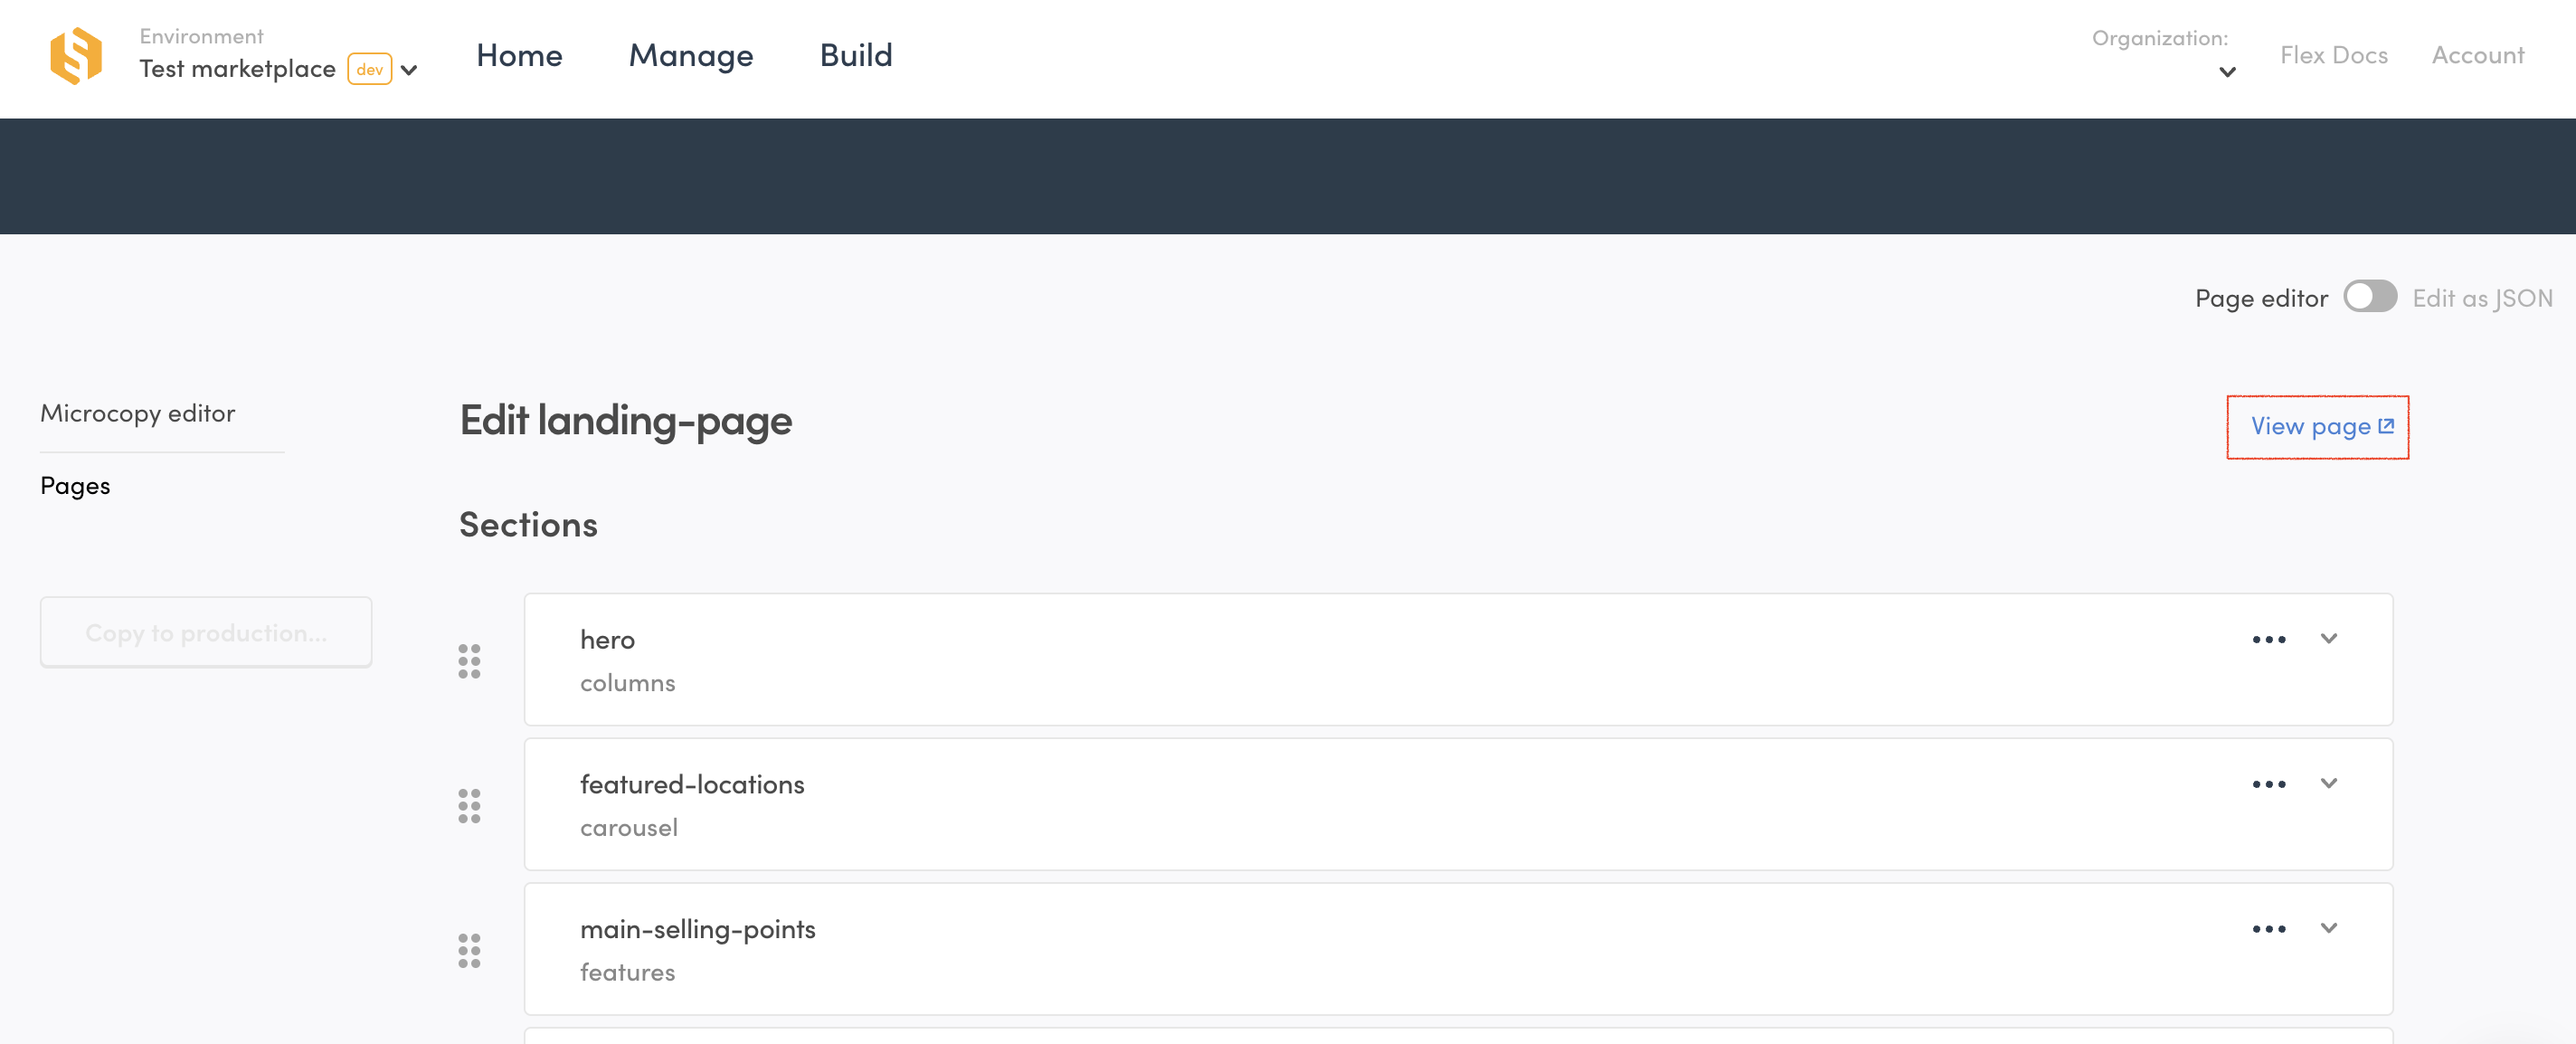 Environment
Test marketplace dev
Home
Manage
Build
Organization:
Flex Docs
Account
Page editor
Edit as JSON
Microcopy editor
Pages
Copy to production...
Edit landing-page
View page
Sections
hero
columns
featured-locations
carousel
main-selling-points
features